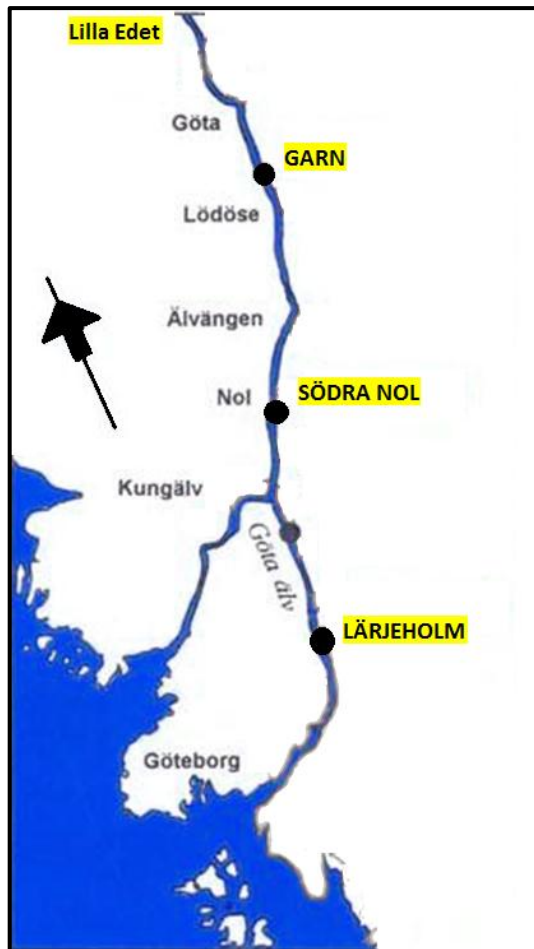 Lilla Edet
Göta
GARN
Lödöse
Älvängen
Nol
SÖDRA NOL
Kungälv
Göta älv
LÄRJEHOLM
Göteborg